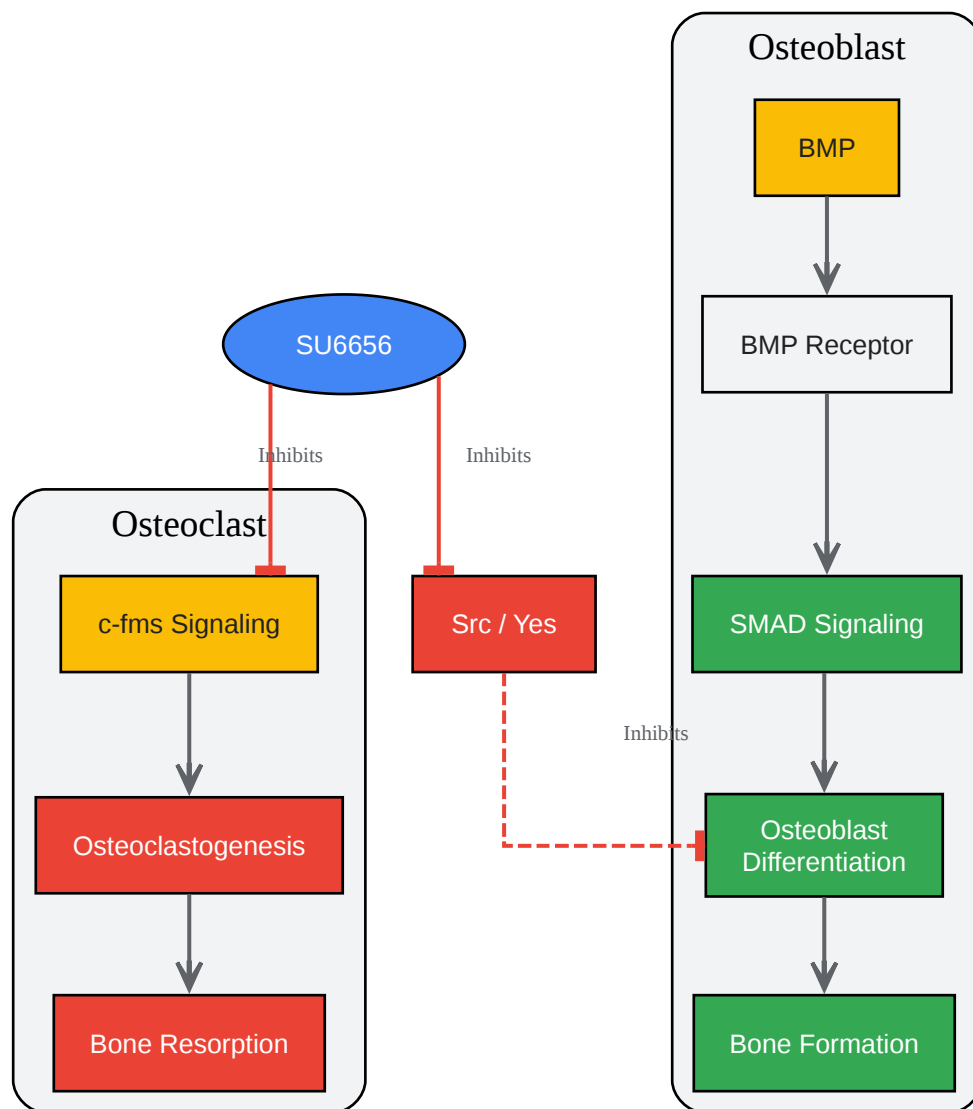 Osteoblast
BMP
BMP Receptor
SU6656
Inhibits
Inhibits
Osteoclast
c-fms Signaling
Src / Yes
SMAD Signaling
Inhibits
Osteoclastogenesis
Osteoblast
Differentiation
Bone Resorption
Bone Formation